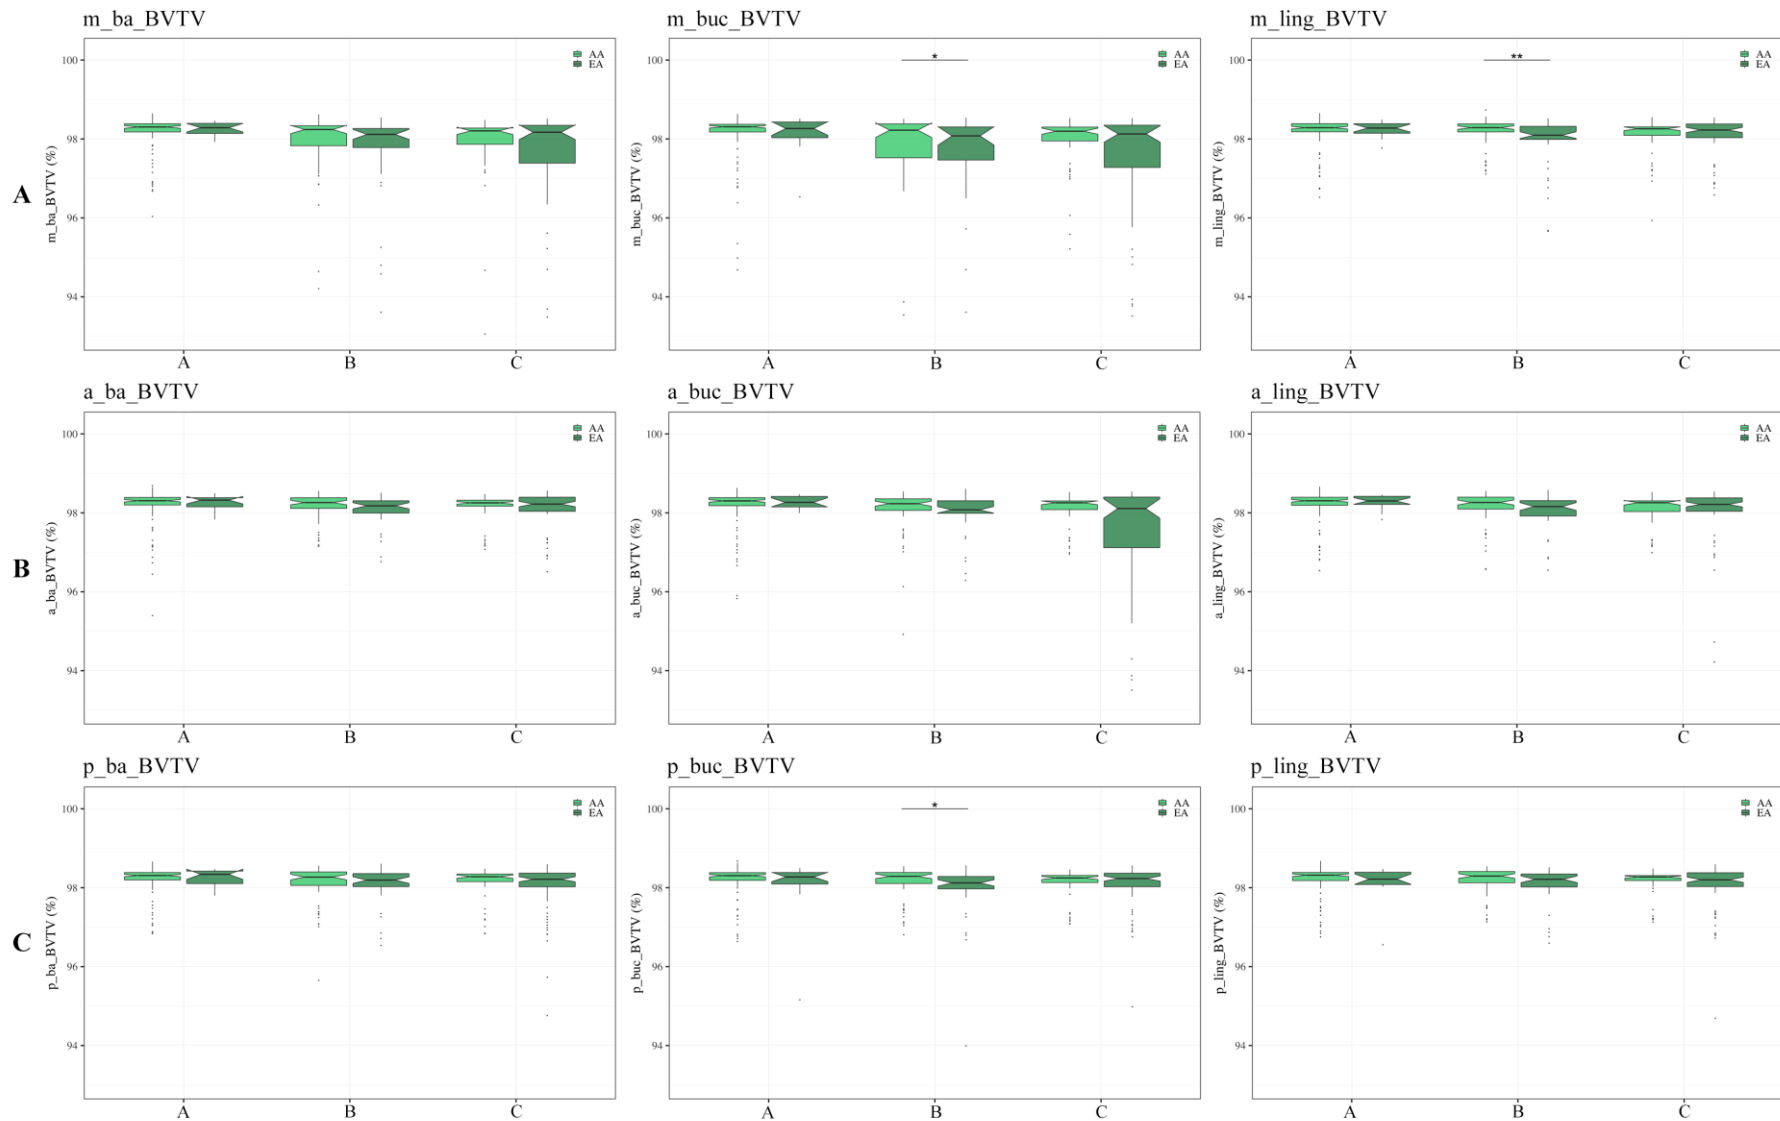 m_ba_BVTV
m_buc_BVTV
m_ling_BVTV
A
m_ba_BVTV (%)
100
98
96
94
AA
EA
A B C
m_buc_BVTV (%)
100
98
96
94
*
AA
EA
A B C
m_ling_BVTV (%)
100
98
96
94
**
AA
EA
A B C
a_ba_BVTV
a_buc_BVTV
a_ling_BVTV
B
a_ba_BVTV (%)
100
98
96
94
AA
EA
A B C
a_buc_BVTV (%)
100
98
96
94
AA
EA
A B C
a_ling_BVTV (%)
100
98
96
94
AA
EA
A B C
p_ba_BVTV
p_buc_BVTV
p_ling_BVTV
C
p_ba_BVTV (%)
100
98
96
94
AA
EA
A B C
p_buc_BVTV (%)
100
98
96
94
*
AA
EA
A B C
p_ling_BVTV (%)
100
98
96
94
AA
EA
A B C